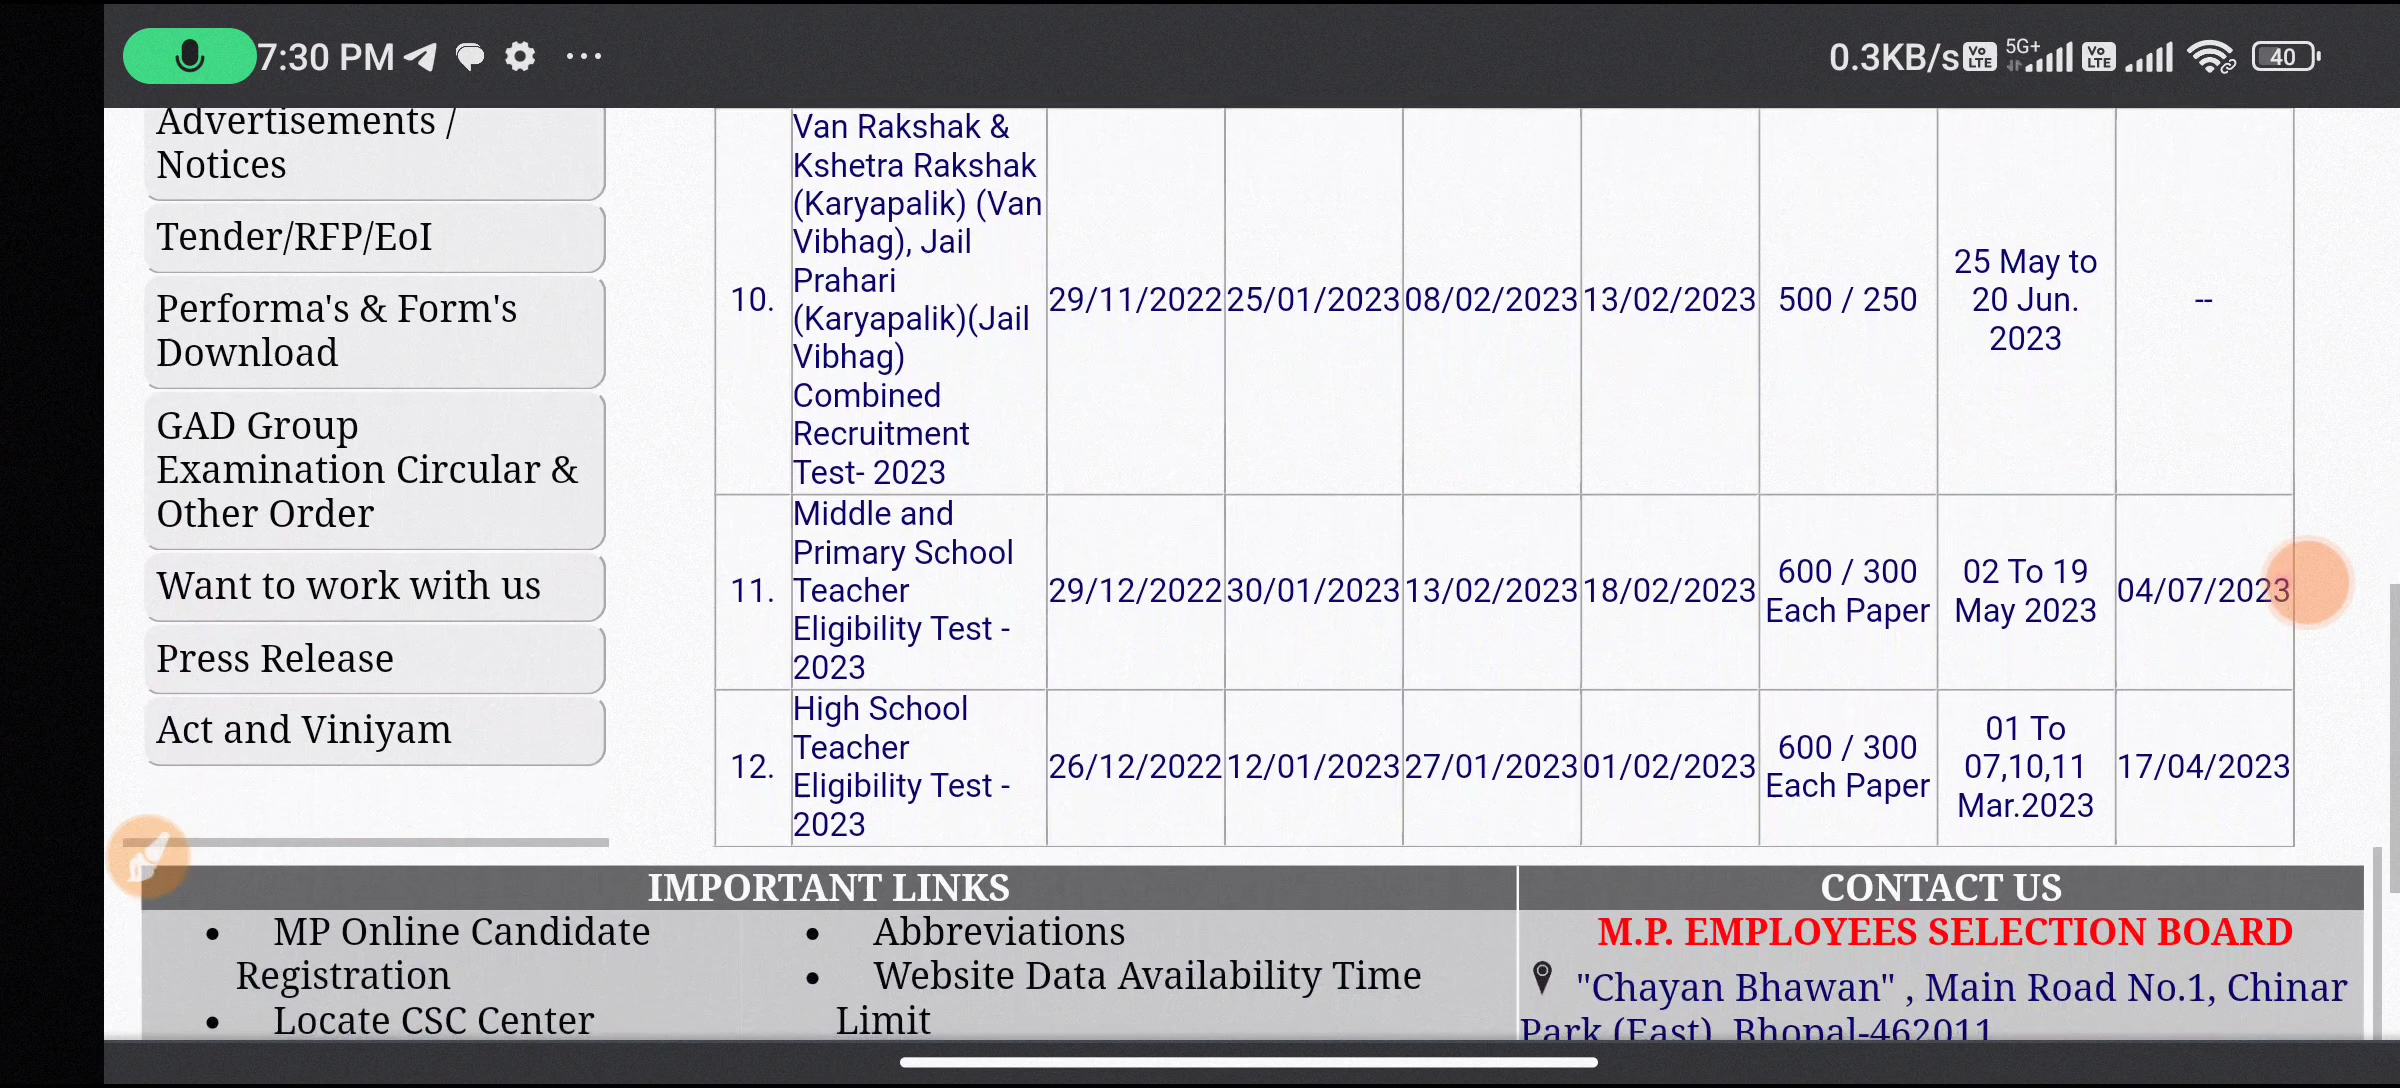 7:30 PM ... 0.3KB/s Vo LTE 5G+ Vo LTE 40
Advertisements /
Notices
Tender/RFP/EoI
Performa's & Form's
Download
GAD Group
Examination Circular &
Other Order
Want to work with us
Press Release
Act and Viniyam
10.
Van Rakshak &
Kshetra Rakshak
(Karyapalik) (Van
Vibhag), Jail
Prahari
(Karyapalik)(Jail
Vibhag)
Combined
Recruitment
Test- 2023
29/11/2022
25/01/2023
08/02/2023
13/02/2023
500 / 250
25 May to
20 Jun.
2023
--
11.
Middle and
Primary School
Teacher
Eligibility Test -
2023
29/12/2022
30/01/2023
13/02/2023
18/02/2023
600 / 300
Each Paper
02 To 19
May 2023
04/07/2023
12.
High School
Teacher
Eligibility Test -
2023
26/12/2022
12/01/2023
27/01/2023
01/02/2023
600 / 300
Each Paper
01 To
07,10,11
Mar.2023
17/04/2023
IMPORTANT LINKS
• MP Online Candidate
Registration
• Locate CSC Center
• Abbreviations
• Website Data Availability Time
Limit
CONTACT US
M.P. EMPLOYEES SELECTION BOARD
"Chayan Bhawan" , Main Road No.1, Chinar
Park (East), Bhopal-462011